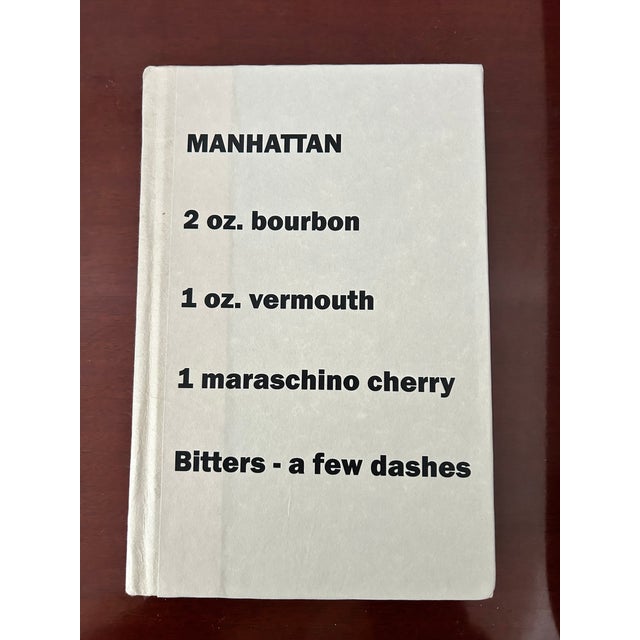 MANHATTAN
2 oz. bourbon
1 oz. vermouth
1 maraschino cherry
Bitters - a few dashes